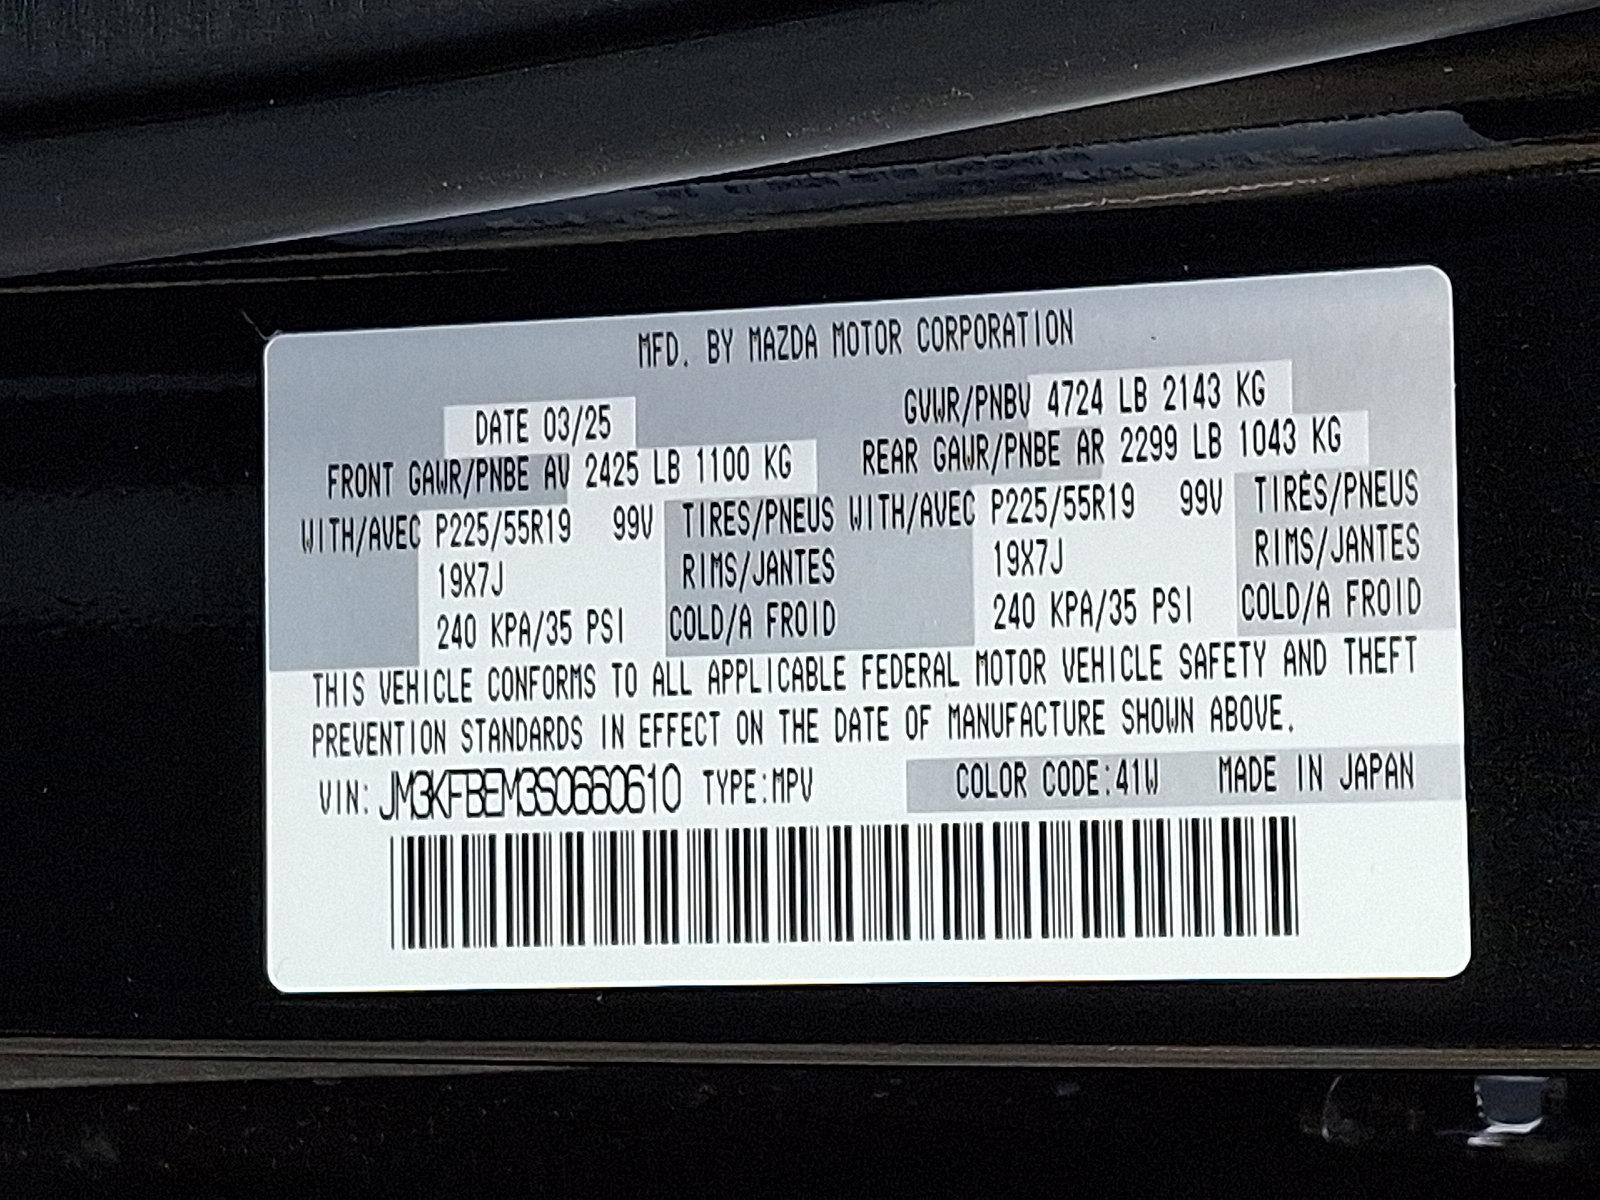 MFD. BY MAZDA MOTOR CORPORATION
DATE 03/25 GVWR/PNBV 4724 LB 2143 KG
FRONT GAWR/PNBE AV 2425 LB 1100 KG REAR GAWR/PNBE AR 2299 LB 1043 KG
WITH/AVEC P225/55R19 99V TIRES/PNEUS WITH/AVEC P225/55R19 99V TIRES/PNEUS
19X7J RIMS/JANTES 19X7J RIMS/JANTES
240 KPA/35 PSI COLD/A FROID 240 KPA/35 PSI COLD/A FROID
THIS VEHICLE CONFORMS TO ALL APPLICABLE FEDERAL MOTOR VEHICLE SAFETY AND THEFT
PREVENTION STANDARDS IN EFFECT ON THE DATE OF MANUFACTURE SHOWN ABOVE.
VIN: JM3KFBEM3S0660610 TYPE:MPV COLOR CODE:41W MADE IN JAPAN